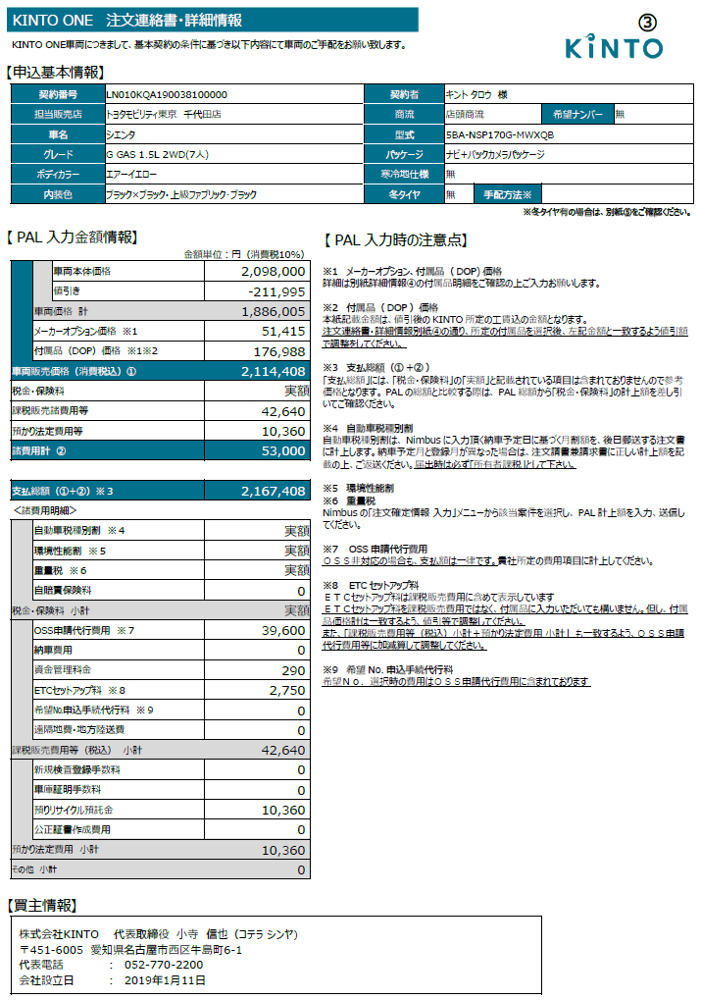 KINTO ONE 注文連絡書・詳細情報
③
KINTO ONE車両につきまして、基本契約の条件に基づき以下内容にて車両のご手配をお願い致します。
KINTO
【申込基本情報】
契約番号 LN010KQA190038100000 契約者 キント タロウ 様
担当販売店 トヨタモビリティ東京 千代田店 商流 店頭商流 希望ナンバー 無
車名 シエンタ 型式 5BA-NSP170G-MWXQB
グレード G GAS 1.5L 2WD(7人) パッケージ ナビ+バックカメラパッケージ
ボディカラー エアーイエロー 寒冷地仕様 無
内装色 ブラック×ブラック・上級ファブリック・ブラック 冬タイヤ 無 手配方法※
※冬タイヤ有の場合は、別紙⑤をご確認ください。
【 PAL 入力金額情報】
金額単位：円（消費税10%）
車両本体価格 2,098,000
値引き -211,995
車両価格 計 1,886,005
メーカーオプション価格 ※1 51,415
付属品（DOP）価格 ※1※2 176,988
車両販売価格（消費税込）① 2,114,408
税金・保険料 実額
課税販売諸費用等 42,640
預かり法定費用等 10,360
諸費用計 ② 53,000
支払総額（①+②）※3 2,167,408
＜諸費用明細＞
自動車税種別割 ※4 実額
環境性能割 ※5 実額
重量税 ※6 実額
自賠責保険料 0
税金・保険料 小計 実額
OSS申請代行費用 ※7 39,600
納車費用 0
資金管理料金 290
ETCセットアップ料 ※8 2,750
希望No.申込手続代行料 ※9 0
遠隔地費・地方陸送費 0
課税販売費用等（税込） 小計 42,640
新規検査登録手数料 0
車庫証明手数料 0
預りリサイクル預託金 10,360
公正証書作成費用 0
預かり法定費用 小計 10,360
その他 小計 0
【 PAL 入力時の注意点】
※1 メーカーオプション、付属品（ DOP) 価格
詳細は別紙詳細情報④の付属品明細をご確認の上ご入力お願いします。
※2 付属品（ DOP ）価格
本紙記載金額は、値引後の KINTO 所定の工賃込の金額となります。
注文連絡書・詳細情報別紙④の通り、所定の付属品を選択後、左記金額と一致するよう値引額
で調整をしてください。
※3 支払総額（① +② ）
「支払総額」には、「税金・保険料」の「実額」と記載されている項目は含まれておりませんので参考
価格となります。 PAL の総額と比較する際は、 PAL 総額から「税金・保険料」の計上額を差し引
いてご確認ください。
※4 自動車税種別割
自動車税種別割は、 Nimbus に入力頂く納車予定日に基づく月割額を、後日郵送する注文書
に計上します。納車予定月と登録月が異なった場合は、注文請書兼請求書に正しい計上額を記
載の上、ご返送ください。届出時は必ず「所有者課税」として下さい。
※5 環境性能割
※6 重量税
Nimbus の「注文確定情報 入力」メニューから該当案件を選択し、 PAL 計上額を入力、送信し
てください。
※7 OSS 申請代行費用
ＯＳＳ非対応の場合も、支払額は一律です。貴社所定の費用項目に計上してください。
※8 ETC セットアップ料
ＥＴＣセットアップ料は課税販売費用に含めて表示しています
ＥＴＣセットアップ料を課税販売費用ではなく、付属品に入力いただいても構いません。但し、付属
品価格計は一致するよう、値引等で調整してください。
また、「課税販売費用等（税込）小計＋預かり法定費用 小計」も一致するよう、ＯＳＳ申請
代行費用等に加減算して調整してください。
※9 希望 No. 申込手続代行料
希望Ｎｏ．選択時の費用はＯＳＳ申請代行費用に含まれております
【買主情報】
株式会社KINTO 代表取締役 小寺 信也（コテラ シンヤ)
〒451-6005 愛知県名古屋市西区牛島町6-1
代表電話 ： 052-770-2200
会社設立日 ： 2019年1月11日